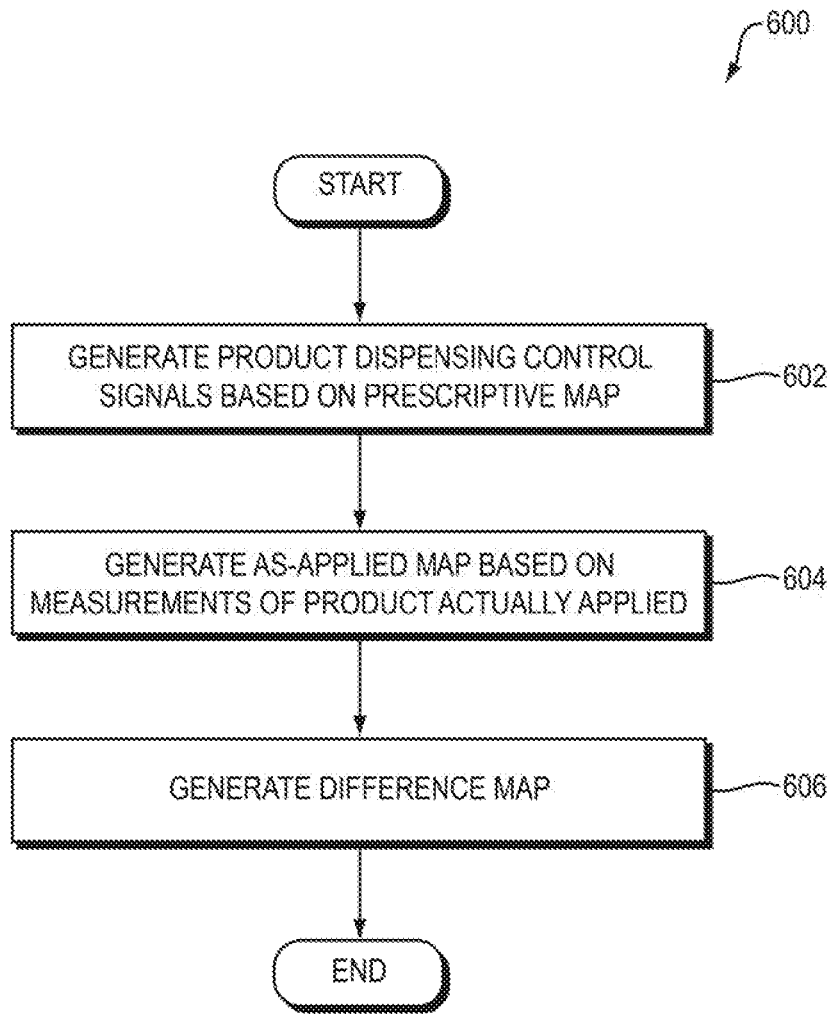 600
START
GENERATE PRODUCT DISPENSING CONTROL
SIGNALS BASED ON PRESCRIPTIVE MAP
602
GENERATE AS-APPLIED MAP BASED ON
MEASUREMENTS OF PRODUCT ACTUALLY APPLIED
604
GENERATE DIFFERENCE MAP
606
END